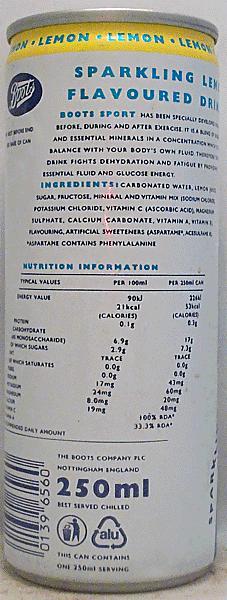 ON • LEMON • LEMON • LEMON
Boots
SPARKLING LEM
FLAVOURED DRIN
BOOTS SPORT HAS BEEN SPECIALLY DEVELOPED
BEFORE, DURING AND AFTER EXERCISE. IT IS A BLEND OF
AND ESSENTIAL MINERALS IN A CONCENTRATION WHICH
BALANCE WITH YOUR BODY'S OWN FLUID. THEREFORE
DRINK FIGHTS DEHYDRATION AND FATIGUE BY PROVIDING
ESSENTIAL FLUID AND GLUCOSE ENERGY.
INGREDIENTS: CARBONATED WATER, LEMON JUICE,
SUGAR, FRUCTOSE, MINERAL AND VITAMIN MIX (SODIUM CHLORIDE,
POTASSIUM CHLORIDE, VITAMIN C (ASCORBIC ACID), MAGNESIUM
SULPHATE, CALCIUM CARBONATE, VITAMIN A, VITAMIN
FLAVOURING, ARTIFICIAL SWEETENERS (ASPARTAME*, ACESULFAME K).
*ASPARTAME CONTAINS PHENYLALANINE
NUTRITION INFORMATION
TYPICAL VALUES PER 100ml PER 250ml CAN
ENERGY VALUE 90kJ 226kJ
21kcal 53kcal
(CALORIES) (CALORIES)
PROTEIN 0.1g 0.3g
CARBOHYDRATE
(AS MONOSACCHARIDE) 6.9g 17g
OF WHICH SUGARS 2.9g 7.3g
TRACE TRACE
OF WHICH SATURATES 0.0g 0.0g
0.0g 0.0g
17mg 43mg
24mg 60mg
8.0mg 20mg
19mg 48mg
100% RDA*
33.3% RDA*
RECOMMENDED DAILY AMOUNT
THE BOOTS COMPANY PLC
NOTTINGHAM ENGLAND
250ml
BEST SERVED CHILLED
alu
THIS CAN CONTAINS
ONE 250ml SERVING
0139 6560
SPARKL